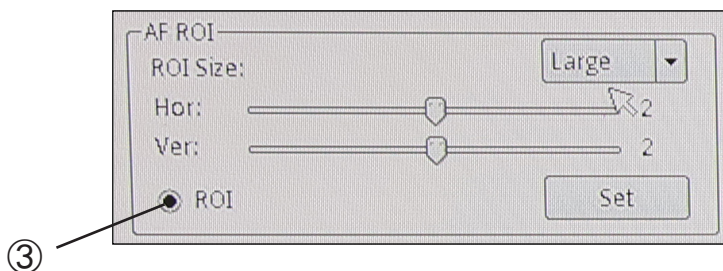 AF ROI
ROI Size: Large
Hor: 2
Ver: 2
ROI Set
③